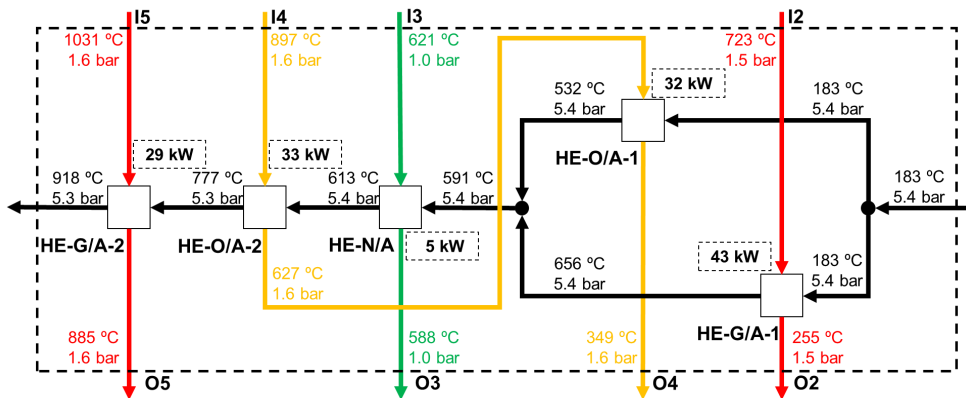 I5
I4
I3
I2
1031 ºC
1.6 bar
897 ºC
1.6 bar
621 ºC
1.0 bar
723 ºC
1.5 bar
532 ºC
5.4 bar
32 kW
183 ºC
5.4 bar
HE-O/A-1
29 kW
33 kW
918 ºC
5.3 bar
777 ºC
5.3 bar
613 ºC
5.4 bar
591 ºC
5.4 bar
183 ºC
5.4 bar
HE-G/A-2
HE-O/A-2
HE-N/A
5 kW
43 kW
627 ºC
1.6 bar
656 ºC
5.4 bar
183 ºC
5.4 bar
HE-G/A-1
885 ºC
1.6 bar
588 ºC
1.0 bar
349 ºC
1.6 bar
255 ºC
1.5 bar
O5
O3
O4
O2